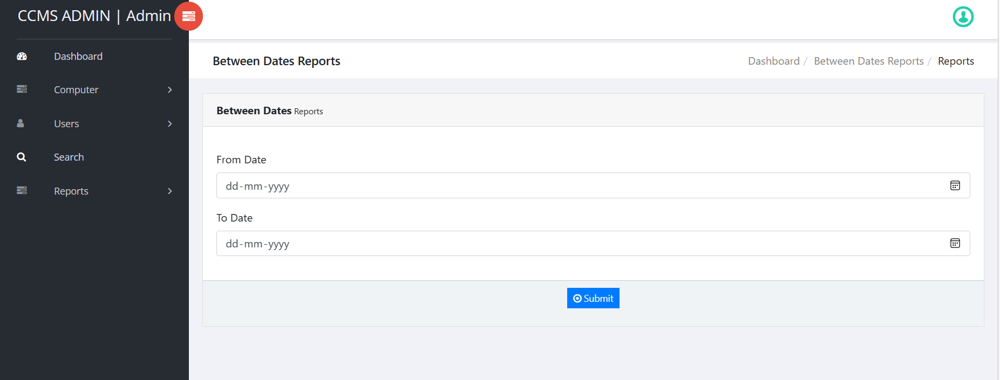 CCMS ADMIN | Admin
Dashboard
Computer
Users
Search
Reports
Between Dates Reports
Dashboard / Between Dates Reports / Reports
Between Dates Reports
From Date
dd-mm-yyyy
To Date
dd-mm-yyyy
Submit